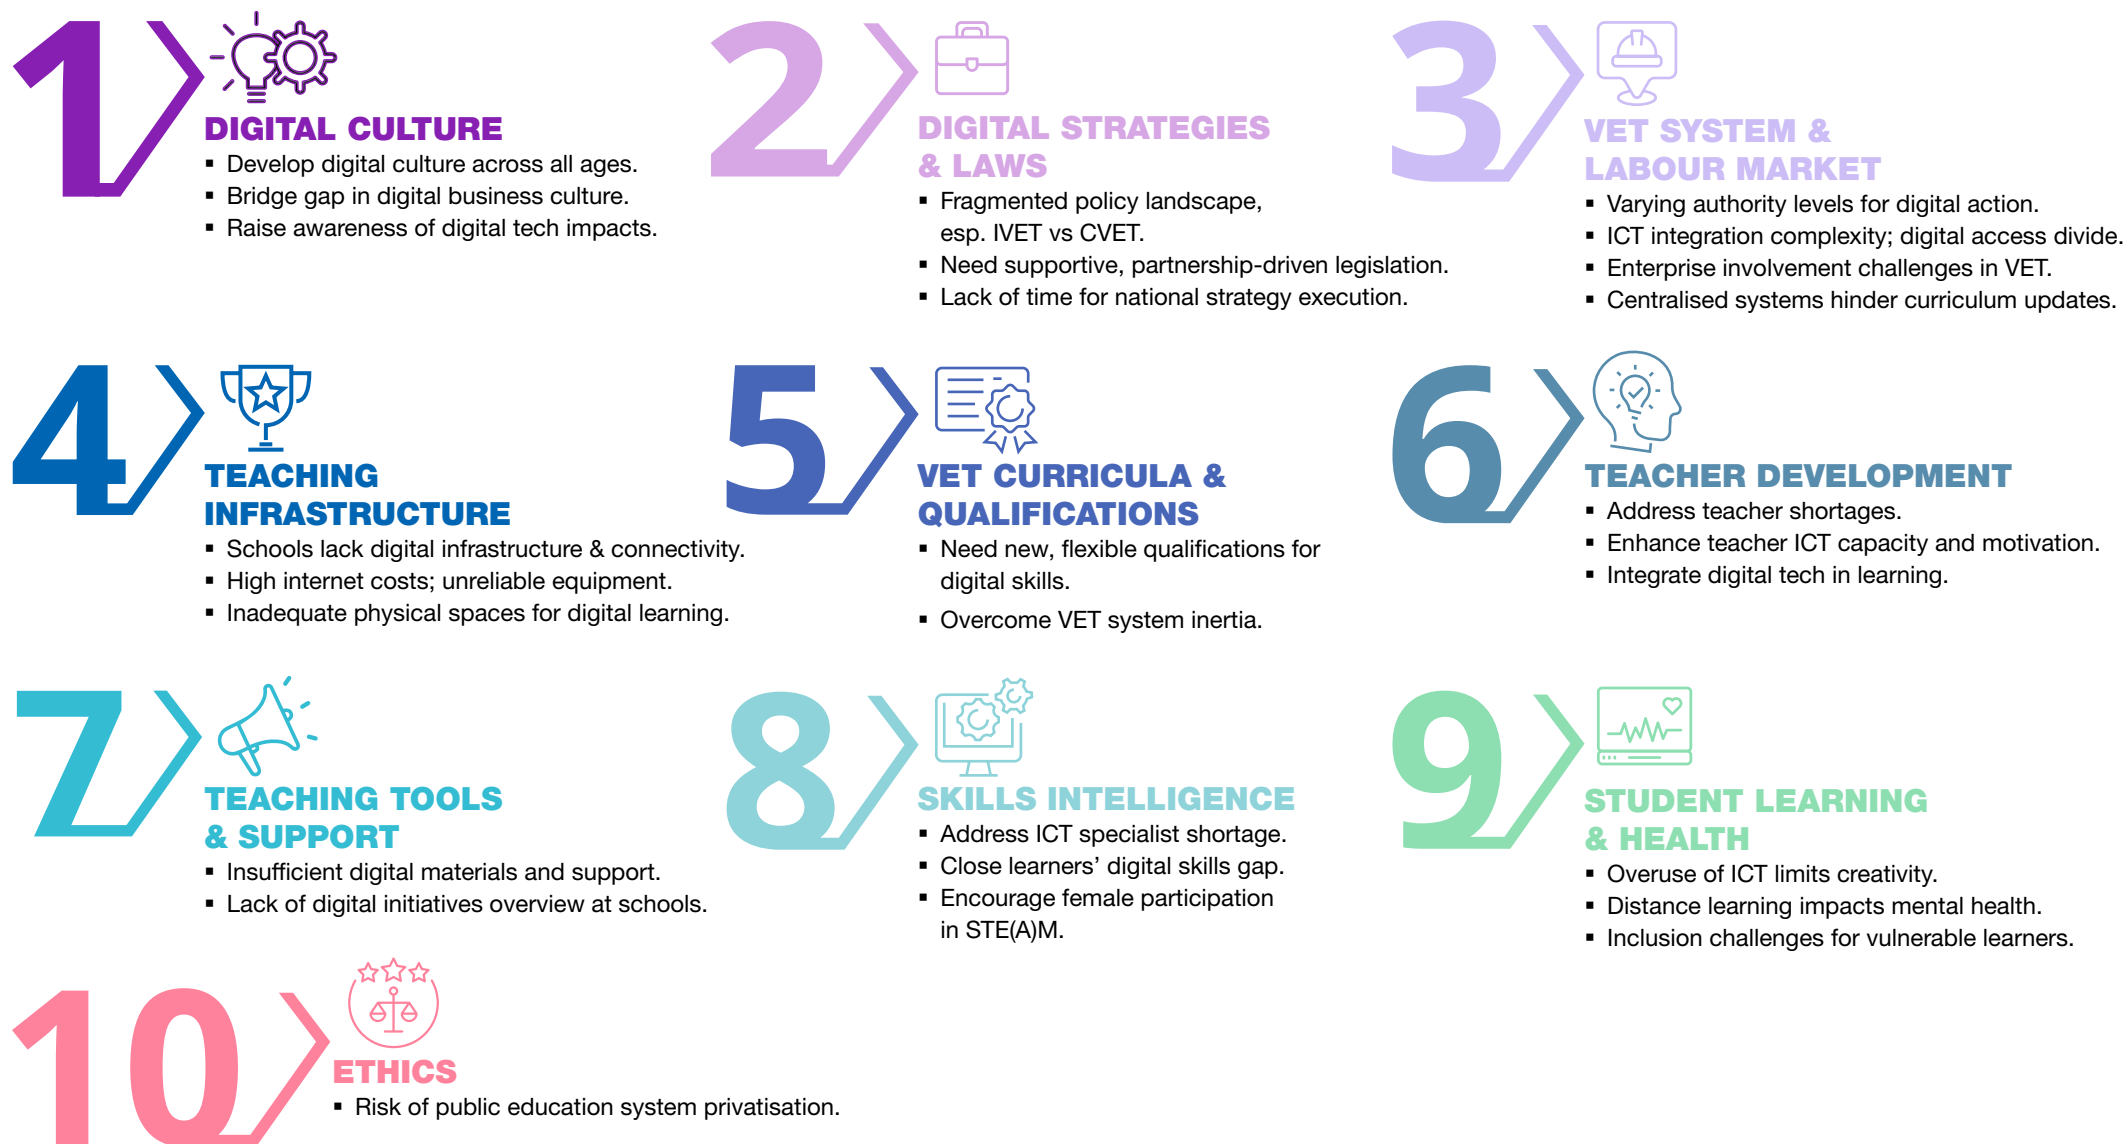 1
DIGITAL CULTURE
▪ Develop digital culture across all ages.
▪ Bridge gap in digital business culture.
▪ Raise awareness of digital tech impacts.
2
DIGITAL STRATEGIES
& LAWS
▪ Fragmented policy landscape,
esp. IVET vs CVET.
▪ Need supportive, partnership-driven legislation.
▪ Lack of time for national strategy execution.
3
VET SYSTEM &
LABOUR MARKET
▪ Varying authority levels for digital action.
▪ ICT integration complexity; digital access divide.
▪ Enterprise involvement challenges in VET.
▪ Centralised systems hinder curriculum updates.
4
TEACHING
INFRASTRUCTURE
▪ Schools lack digital infrastructure & connectivity.
▪ High internet costs; unreliable equipment.
▪ Inadequate physical spaces for digital learning.
5
VET CURRICULA &
QUALIFICATIONS
▪ Need new, flexible qualifications for
digital skills.
▪ Overcome VET system inertia.
6
TEACHER DEVELOPMENT
▪ Address teacher shortages.
▪ Enhance teacher ICT capacity and motivation.
▪ Integrate digital tech in learning.
7
TEACHING TOOLS
& SUPPORT
▪ Insufficient digital materials and support.
▪ Lack of digital initiatives overview at schools.
8
SKILLS INTELLIGENCE
▪ Address ICT specialist shortage.
▪ Close learners’ digital skills gap.
▪ Encourage female participation
in STE(A)M.
9
STUDENT LEARNING
& HEALTH
▪ Overuse of ICT limits creativity.
▪ Distance learning impacts mental health.
▪ Inclusion challenges for vulnerable learners.
10
ETHICS
▪ Risk of public education system privatisation.